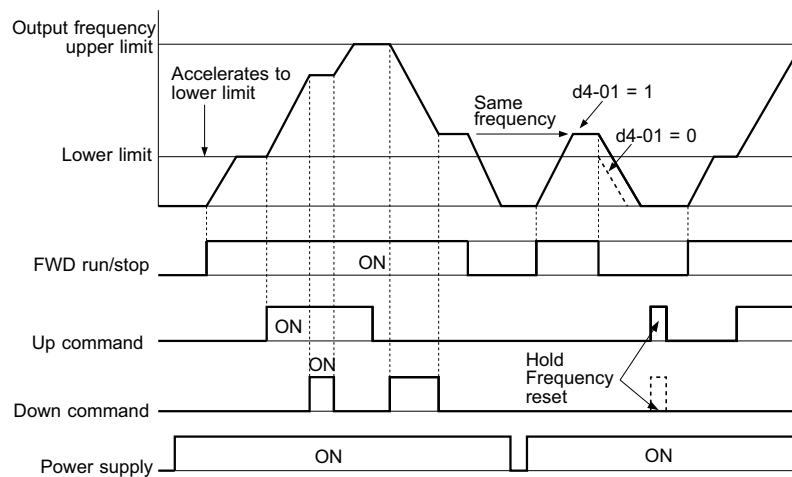 Output frequency
upper limit
Accelerates to
lower limit
d4-01 = 1
Same
frequency
d4-01 = 0
Lower limit
FWD run/stop
ON
ON
Up command
ON
Hold
Frequency
reset
Down command
Power supply
ON
ON